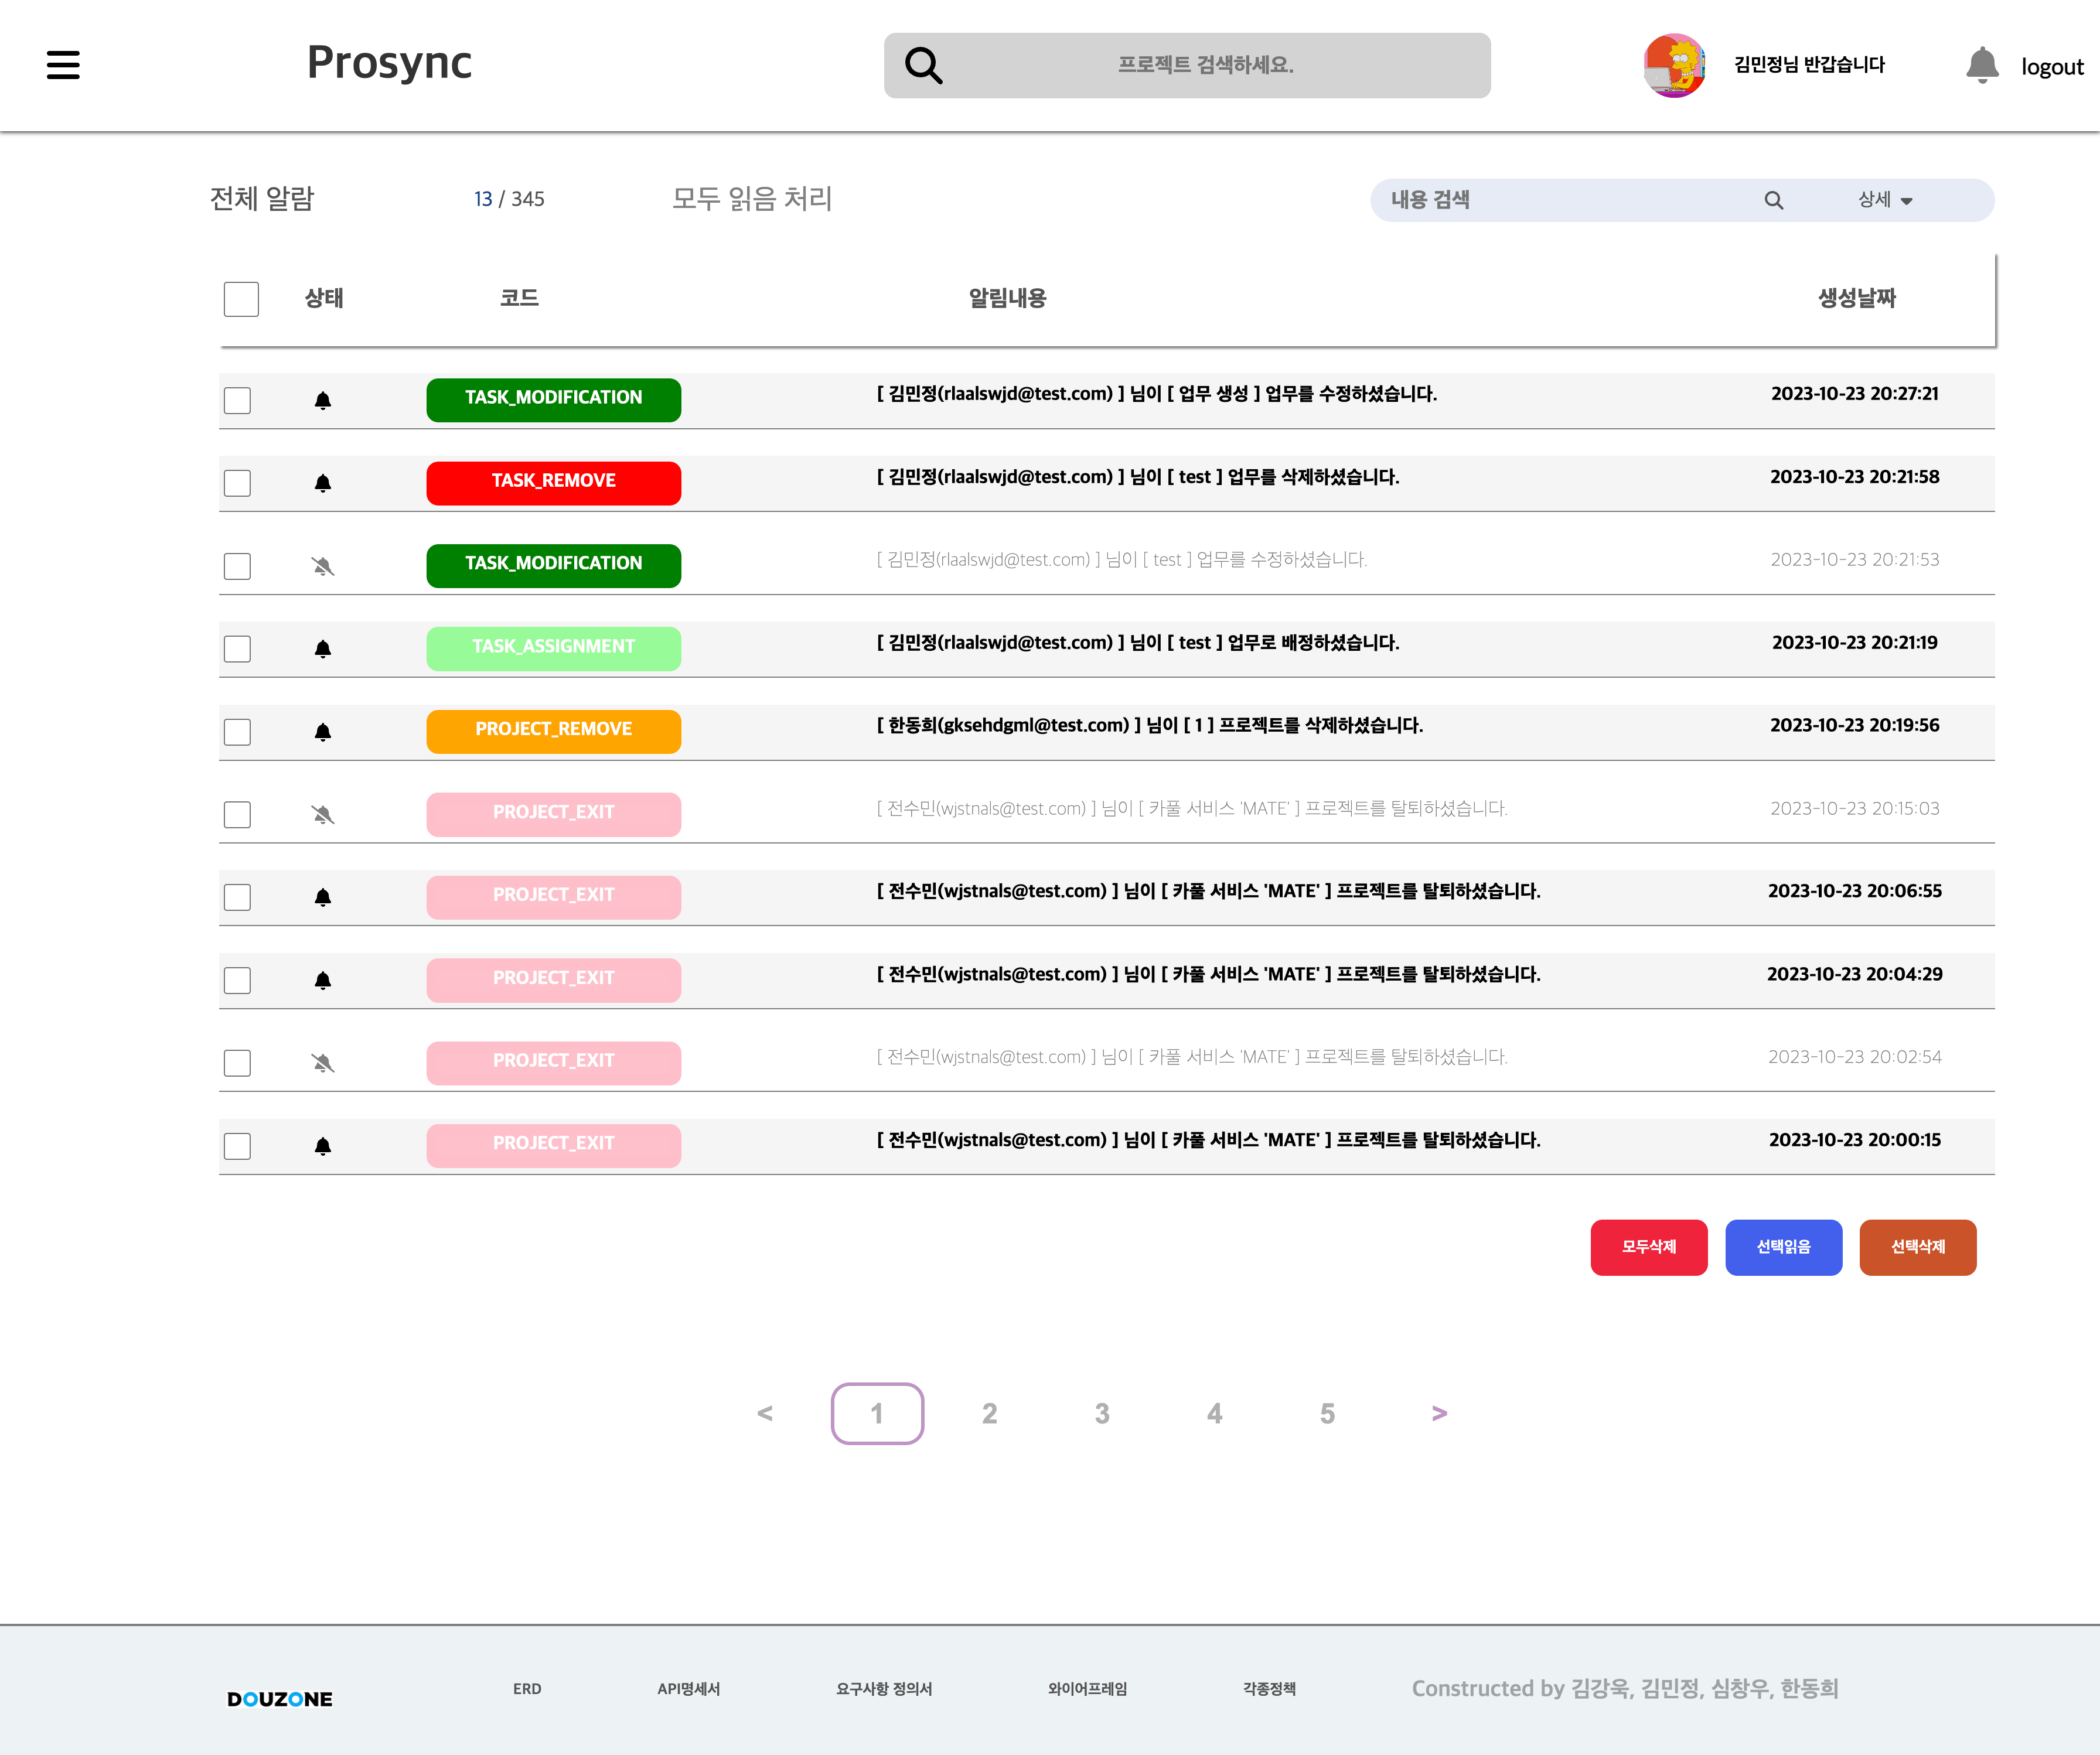 Prosync
프로젝트 검색하세요.
김민정님 반갑습니다
logout
전체 알람
13 / 345
모두 읽음 처리
내용 검색
상세
상태 코드 알림내용 생성날짜
TASK_MODIFICATION [ 김민정(rlaalswjd@test.com) ] 님이 [ 업무 생성 ] 업무를 수정하셨습니다. 2023-10-23 20:27:21
TASK_REMOVE [ 김민정(rlaalswjd@test.com) ] 님이 [ test ] 업무를 삭제하셨습니다. 2023-10-23 20:21:58
TASK_MODIFICATION [ 김민정(rlaalswjd@test.com) ] 님이 [ test ] 업무를 수정하셨습니다. 2023-10-23 20:21:53
TASK_ASSIGNMENT [ 김민정(rlaalswjd@test.com) ] 님이 [ test ] 업무로 배정하셨습니다. 2023-10-23 20:21:19
PROJECT_REMOVE [ 한동희(gksehdgml@test.com) ] 님이 [ 1 ] 프로젝트를 삭제하셨습니다. 2023-10-23 20:19:56
PROJECT_EXIT [ 전수민(wjstnals@test.com) ] 님이 [ 카풀 서비스 'MATE' ] 프로젝트를 탈퇴하셨습니다. 2023-10-23 20:15:03
PROJECT_EXIT [ 전수민(wjstnals@test.com) ] 님이 [ 카풀 서비스 'MATE' ] 프로젝트를 탈퇴하셨습니다. 2023-10-23 20:06:55
PROJECT_EXIT [ 전수민(wjstnals@test.com) ] 님이 [ 카풀 서비스 'MATE' ] 프로젝트를 탈퇴하셨습니다. 2023-10-23 20:04:29
PROJECT_EXIT [ 전수민(wjstnals@test.com) ] 님이 [ 카풀 서비스 'MATE' ] 프로젝트를 탈퇴하셨습니다. 2023-10-23 20:02:54
PROJECT_EXIT [ 전수민(wjstnals@test.com) ] 님이 [ 카풀 서비스 'MATE' ] 프로젝트를 탈퇴하셨습니다. 2023-10-23 20:00:15
모두삭제 선택읽음 선택삭제
< 1 2 3 4 5 >
DOUZONE
ERD
API명세서
요구사항 정의서
와이어프레임
각종정책
Constructed by 김강욱, 김민정, 심창우, 한동희